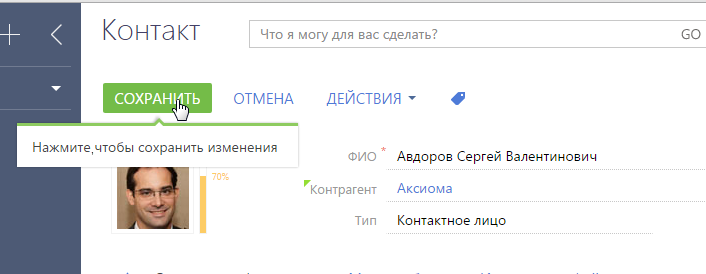 Контакт
Что я могу для вас сделать?
GO
СОХРАНИТЬ
ОТМЕНА
ДЕЙСТВИЯ
Нажмите,чтобы сохранить изменения
70%
ФИО * Авдоров Сергей Валентинович
Контрагент Аксиома
Тип Контактное лицо